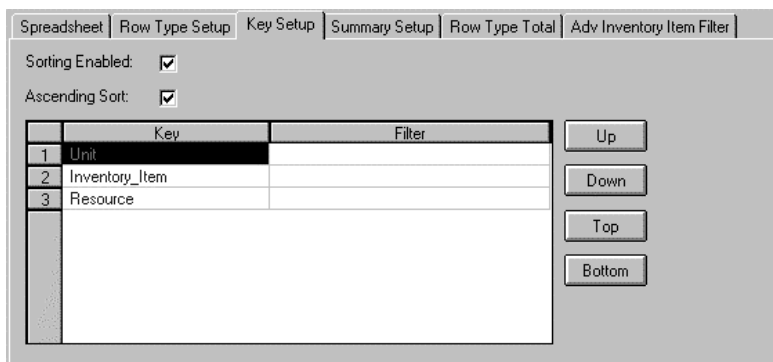 Spreadsheet Row Type Setup Key Setup Summary Setup Row Type Total Adv Inventory Item Filter
Sorting Enabled:
Ascending Sort:
Key Filter
1 Unit
2 Inventory_Item
3 Resource
Up
Down
Top
Bottom